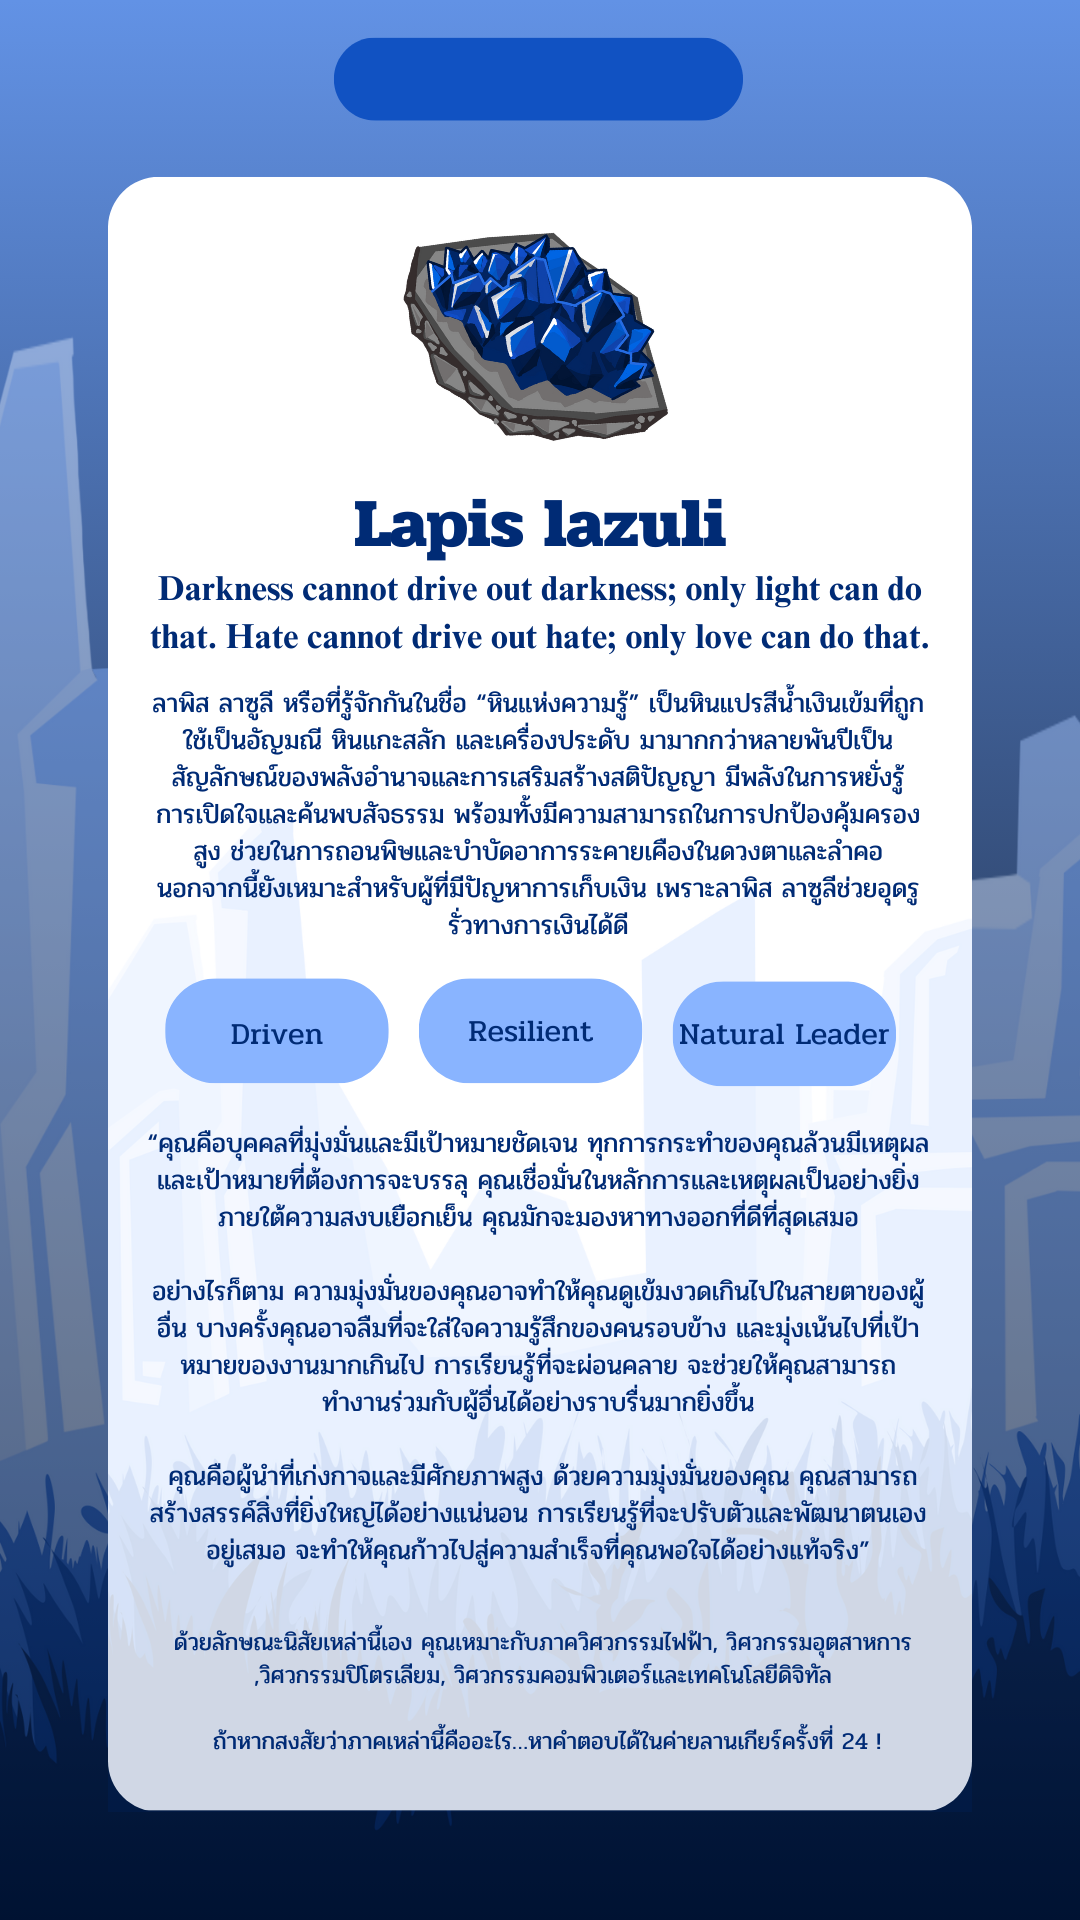 Lapis lazuli
Darkness cannot drive out darkness; only light can do
that. Hate cannot drive out hate; only love can do that.
ลาพิส ลาซูลี หรือที่รู้จักกันในชื่อ “หินแห่งความรู้” เป็นหินแปรสีน้ำเงินเข้มที่ถูก
ใช้เป็นอัญมณี หินแกะสลัก และเครื่องประดับ มามากกว่าหลายพันปีเป็น
สัญลักษณ์ของพลังอำนาจและการเสริมสร้างสติปัญญา มีพลังในการหยั่งรู้
การเปิดใจและค้นพบสัจธรรม พร้อมทั้งมีความสามารถในการปกป้องคุ้มครอง
สูง ช่วยในการถอนพิษและบำบัดอาการระคายเคืองในดวงตาและลำคอ
นอกจากนี้ยังเหมาะสำหรับผู้ที่มีปัญหาการเก็บเงิน เพราะลาพิส ลาซูลีช่วยอุดรู
รั่วทางการเงินได้ดี
Driven
Resilient
Natural Leader
“คุณคือบุคคลที่มุ่งมั่นและมีเป้าหมายชัดเจน ทุกการกระทำของคุณล้วนมีเหตุผล
และเป้าหมายที่ต้องการจะบรรลุ คุณเชื่อมั่นในหลักการและเหตุผลเป็นอย่างยิ่ง
ภายใต้ความสงบเยือกเย็น คุณมักจะมองหาทางออกที่ดีที่สุดเสมอ
อย่างไรก็ตาม ความมุ่งมั่นของคุณอาจทำให้คุณดูเข้มงวดเกินไปในสายตาของผู้
อื่น บางครั้งคุณอาจลืมที่จะใส่ใจความรู้สึกของคนรอบข้าง และมุ่งเน้นไปที่เป้า
หมายของงานมากเกินไป การเรียนรู้ที่จะผ่อนคลาย จะช่วยให้คุณสามารถ
ทำงานร่วมกับผู้อื่นได้อย่างราบรื่นมากยิ่งขึ้น
คุณคือผู้นำที่เก่งกาจและมีศักยภาพสูง ด้วยความมุ่งมั่นของคุณ คุณสามารถ
สร้างสรรค์สิ่งที่ยิ่งใหญ่ได้อย่างแน่นอน การเรียนรู้ที่จะปรับตัวและพัฒนาตนเอง
อยู่เสมอ จะทำให้คุณก้าวไปสู่ความสำเร็จที่คุณพอใจได้อย่างแท้จริง”
ด้วยลักษณะนิสัยเหล่านี้เอง คุณเหมาะกับภาควิศวกรรมไฟฟ้า, วิศวกรรมอุตสาหการ
,วิศวกรรมปิโตรเลียม, วิศวกรรมคอมพิวเตอร์และเทคโนโลยีดิจิทัล
ถ้าหากสงสัยว่าภาคเหล่านี้คืออะไร...หาคำตอบได้ในค่ายลานเกียร์ครั้งที่ 24 !